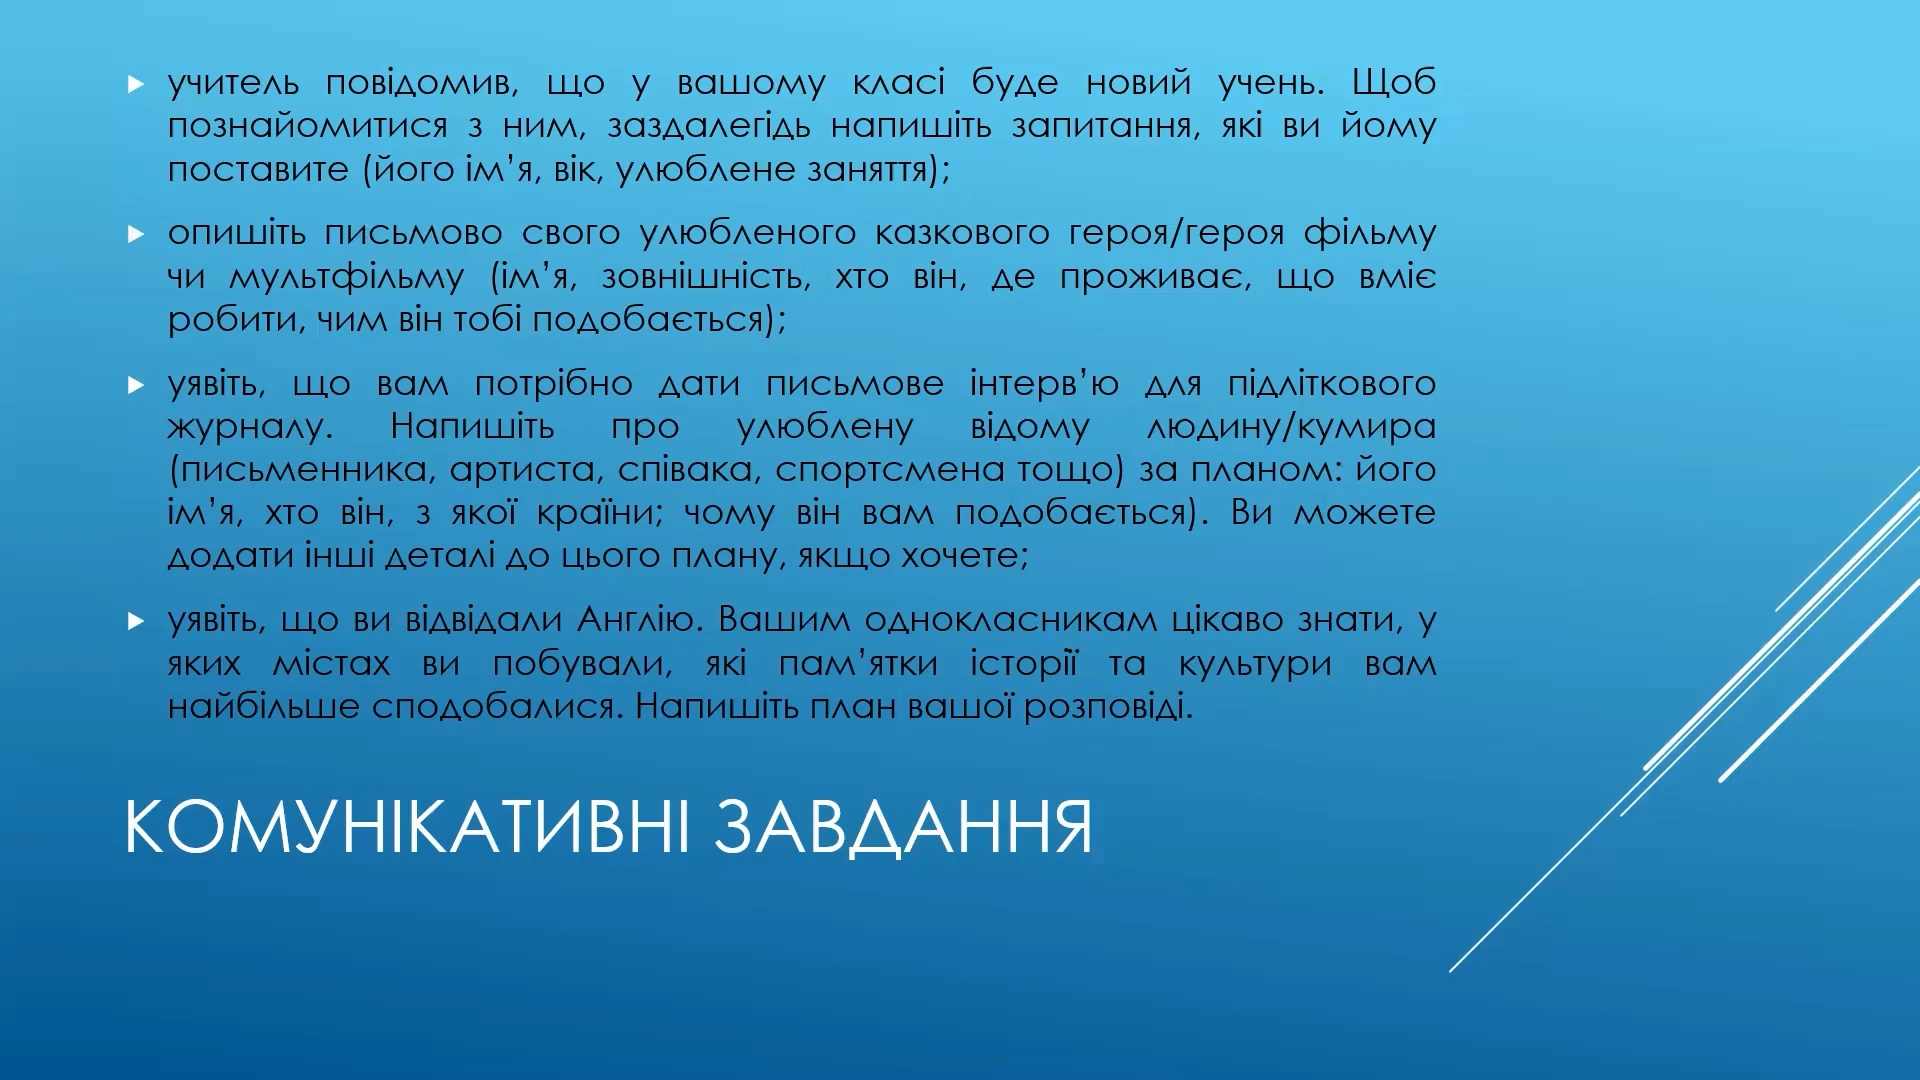 учитель повідомив, що у вашому класі буде новий учень. Щоб
познайомитися з ним, заздалегідь напишіть запитання, які ви йому
поставите (його ім’я, вік, улюблене заняття);
опишіть письмово свого улюбленого казкового героя/героя фільму
чи мультфільму (ім’я, зовнішність, хто він, де проживає, що вміє
робити, чим він тобі подобається);
уявіть, що вам потрібно дати письмове інтерв’ю для підліткового
журналу. Напишіть про улюблену відому людину/кумира
(письменника, артиста, співака, спортсмена тощо) за планом: його
ім’я, хто він, з якої країни; чому він вам подобається). Ви можете
додати інші деталі до цього плану, якщо хочете;
уявіть, що ви відвідали Англію. Вашим однокласникам цікаво знати, у
яких містах ви побували, які пам’ятки історії та культури вам
найбільше сподобалися. Напишіть план вашої розповіді.
КОМУНІКАТИВНІ ЗАВДАННЯ